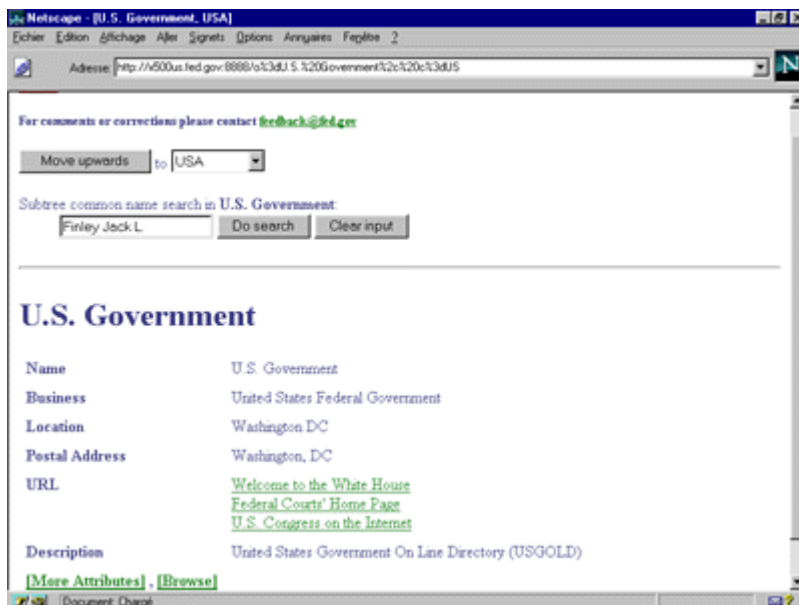 Netscape - [U.S. Government, USA]
Fichier Edition Affichage Aller Signets Options Annuaires Fenêtre ?
Adresse: http://x500us.fed.gov:8888/o%3dU.S.%20Government%2c%20c%3dUS
N
For comments or corrections please contact feedback@fed.gov
Move upwards to USA
Subtree common name search in U.S. Government:
Finley Jack L. Do search Clear input
U.S. Government
Name U.S. Government
Business United States Federal Government
Location Washington DC
Postal Address Washington, DC
URL Welcome to the White House
Federal Courts' Home Page
U.S. Congress on the Internet
Description United States Government On Line Directory (USGOLD)
[More Attributes] , [Browse]
Document: Chargé